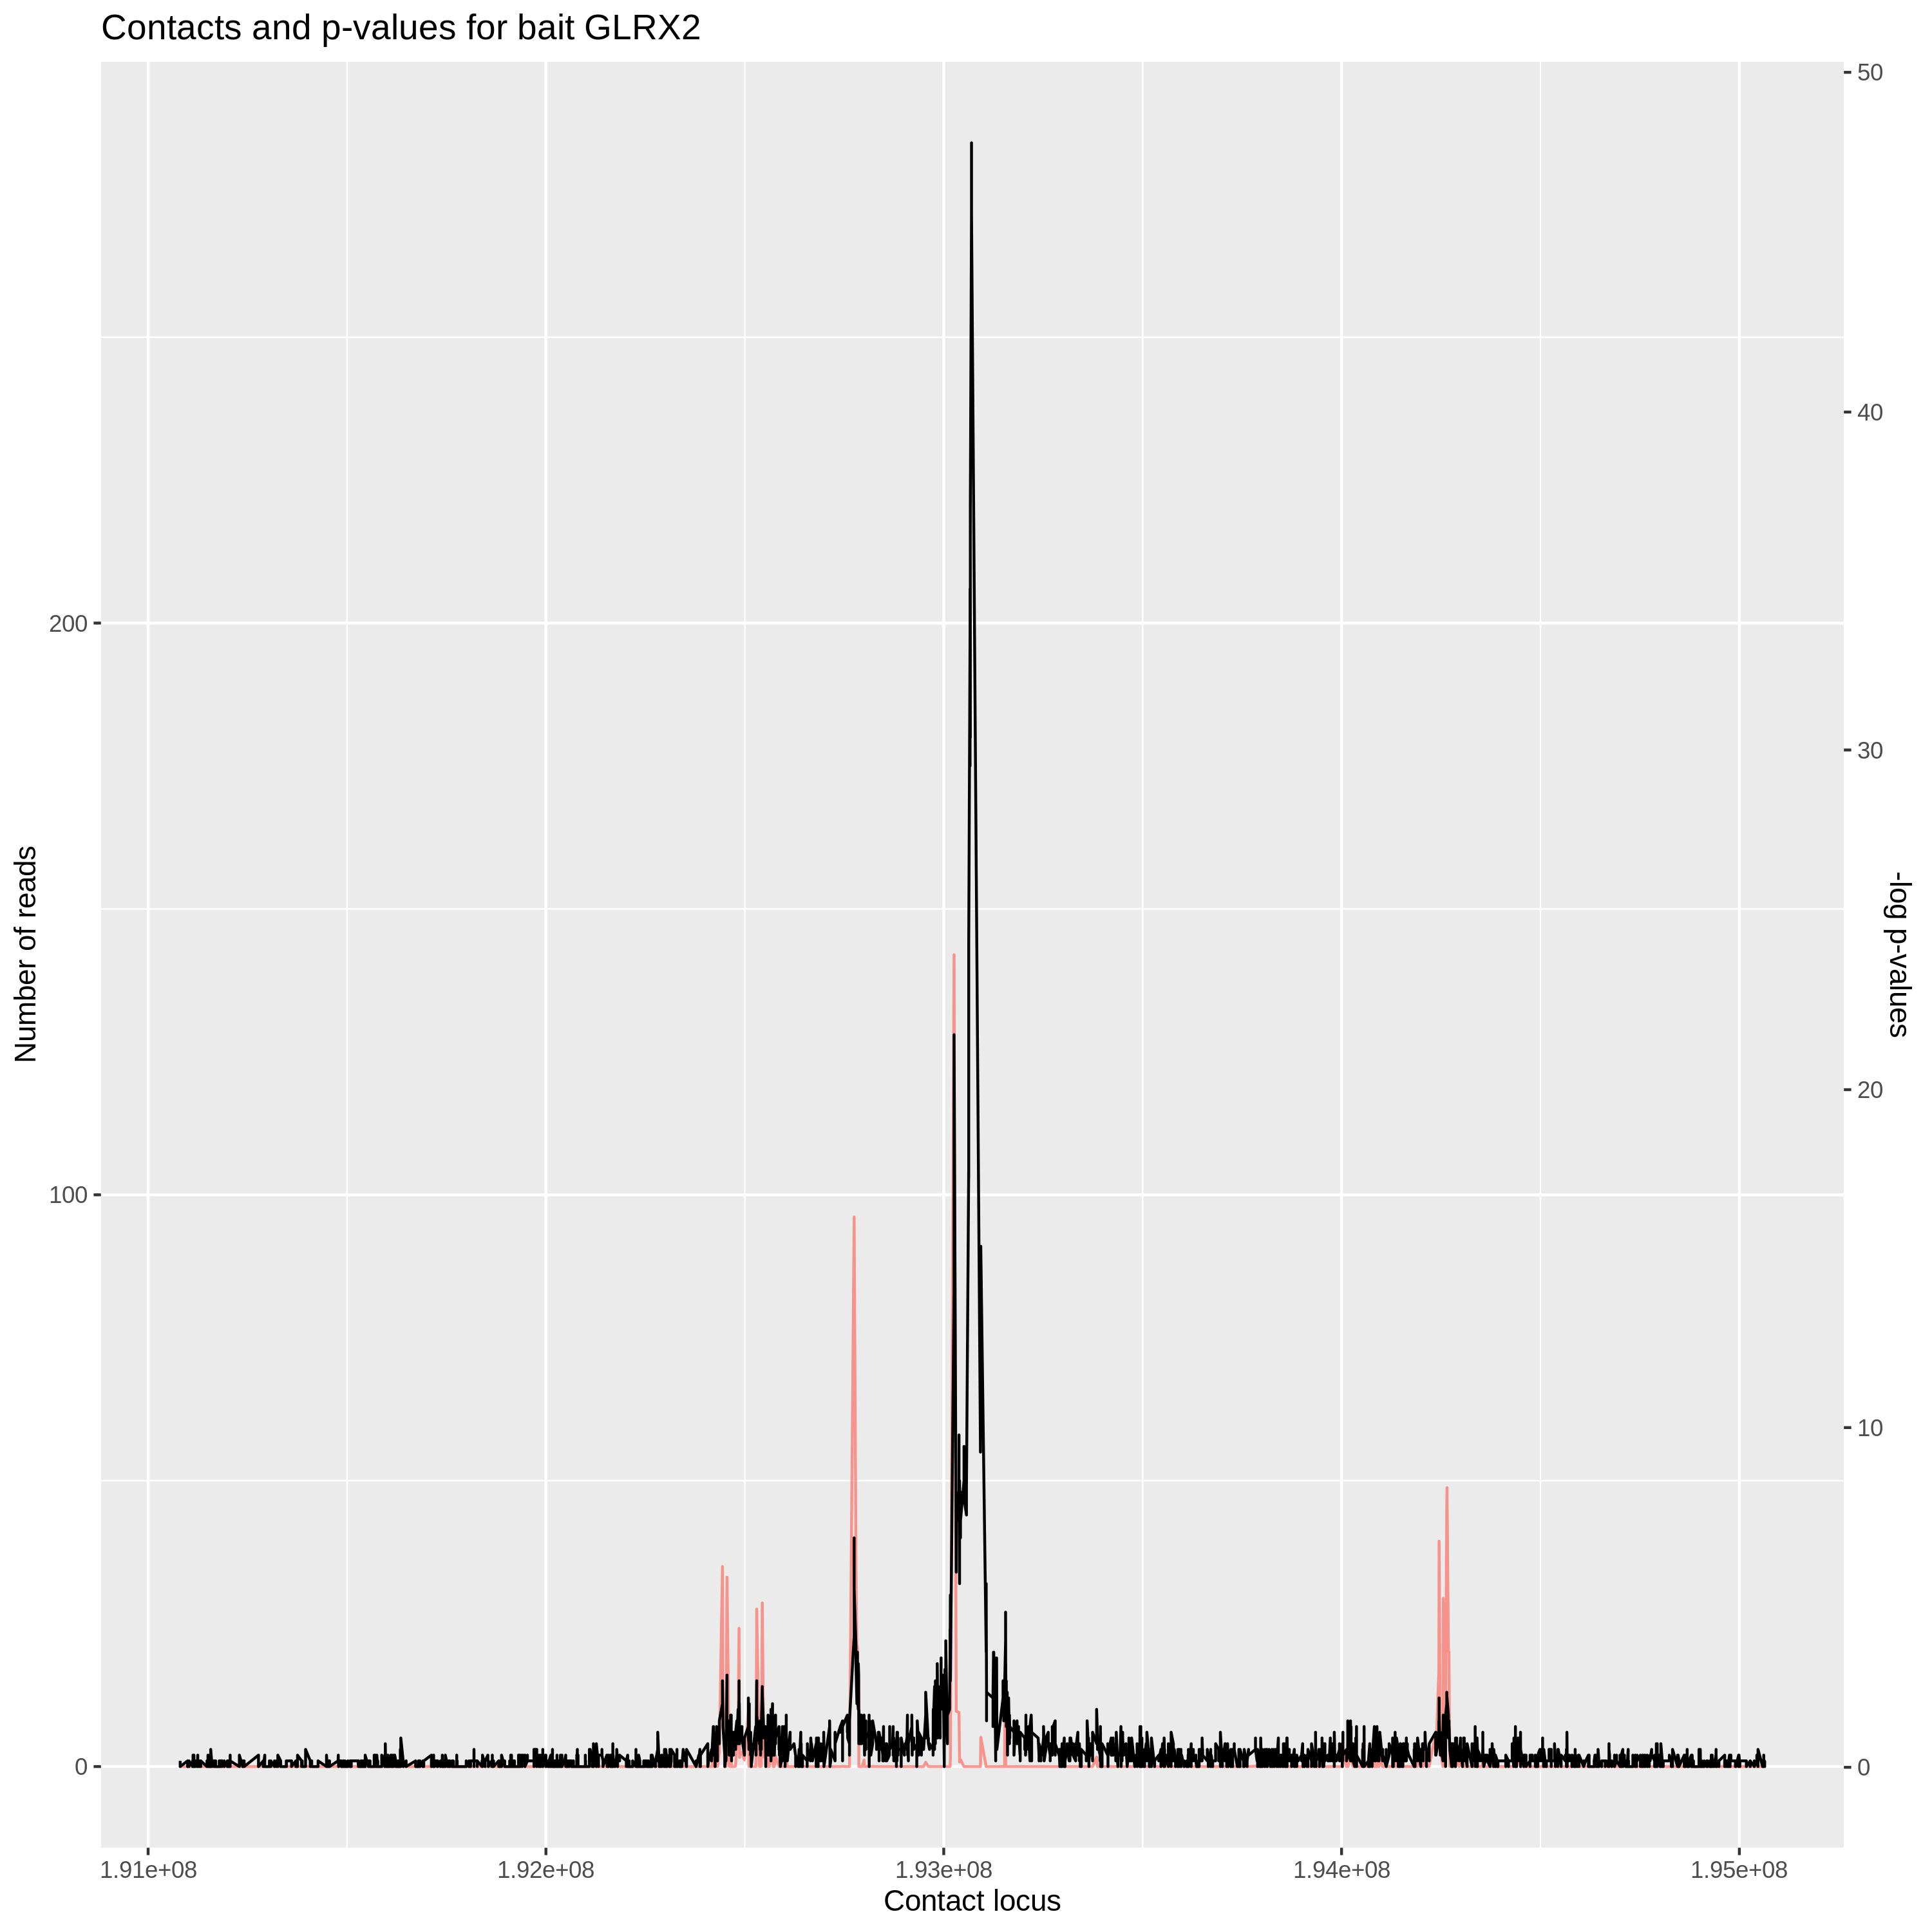 Contacts and p-values for bait GLRX2
50
40
30
20
10
0
200
100
0
Number of reads
-log p-values
1.91e+08 1.92e+08 1.93e+08 1.94e+08 1.95e+08
Contact locus